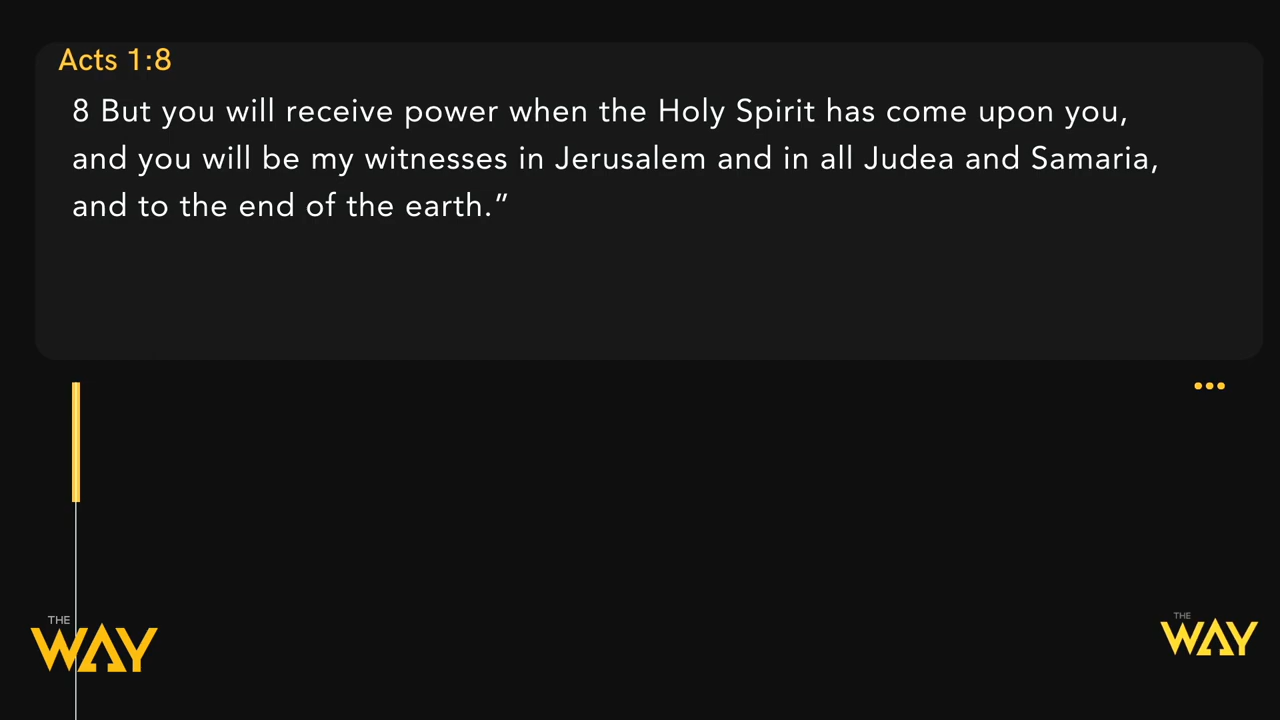 Acts 1:8
8 But you will receive power when the Holy Spirit has come upon you,
and you will be my witnesses in Jerusalem and in all Judea and Samaria,
and to the end of the earth.”
THE
WAY
THE
WAY